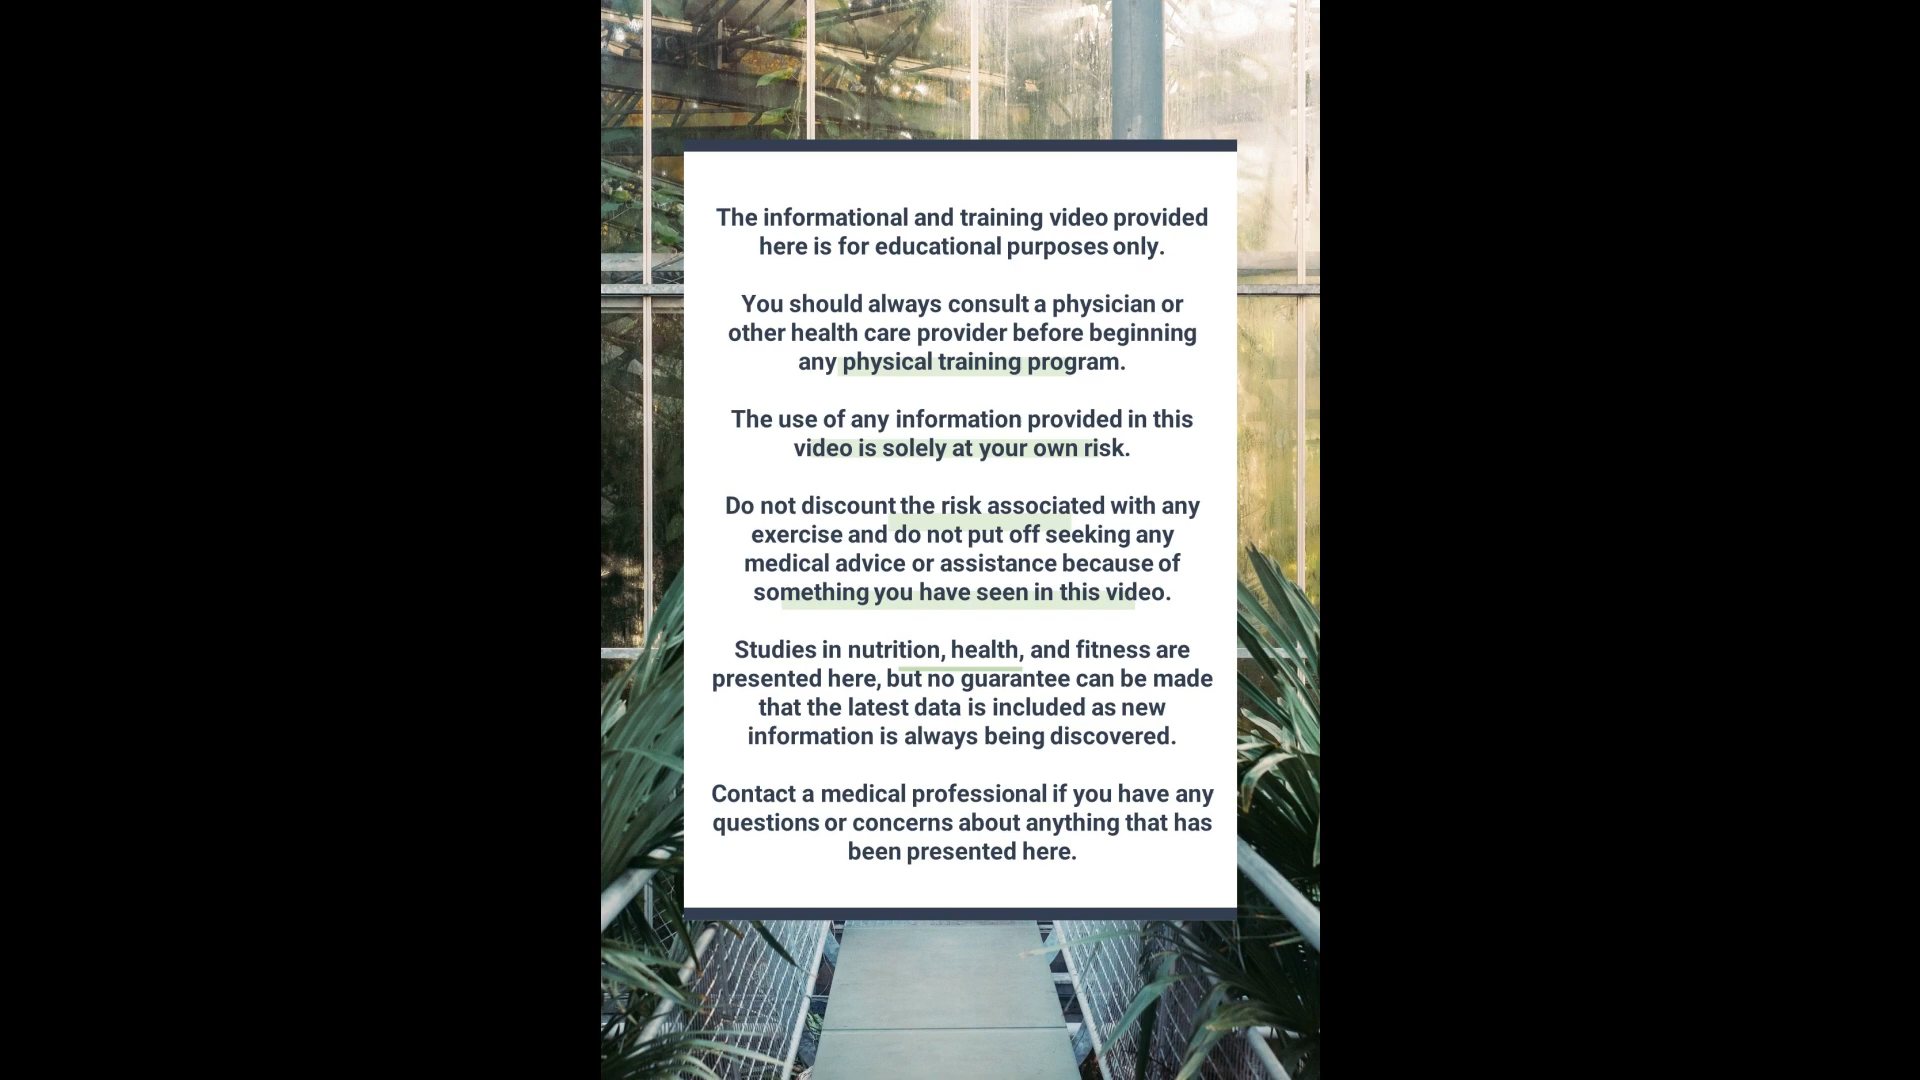 The informational and training video provided
here is for educational purposes only.
You should always consult a physician or
other health care provider before beginning
any physical training program.
The use of any information provided in this
video is solely at your own risk.
Do not discount the risk associated with any
exercise and do not put off seeking any
medical advice or assistance because of
something you have seen in this video.
Studies in nutrition, health, and fitness are
presented here, but no guarantee can be made
that the latest data is included as new
information is always being discovered.
Contact a medical professional if you have any
questions or concerns about anything that has
been presented here.